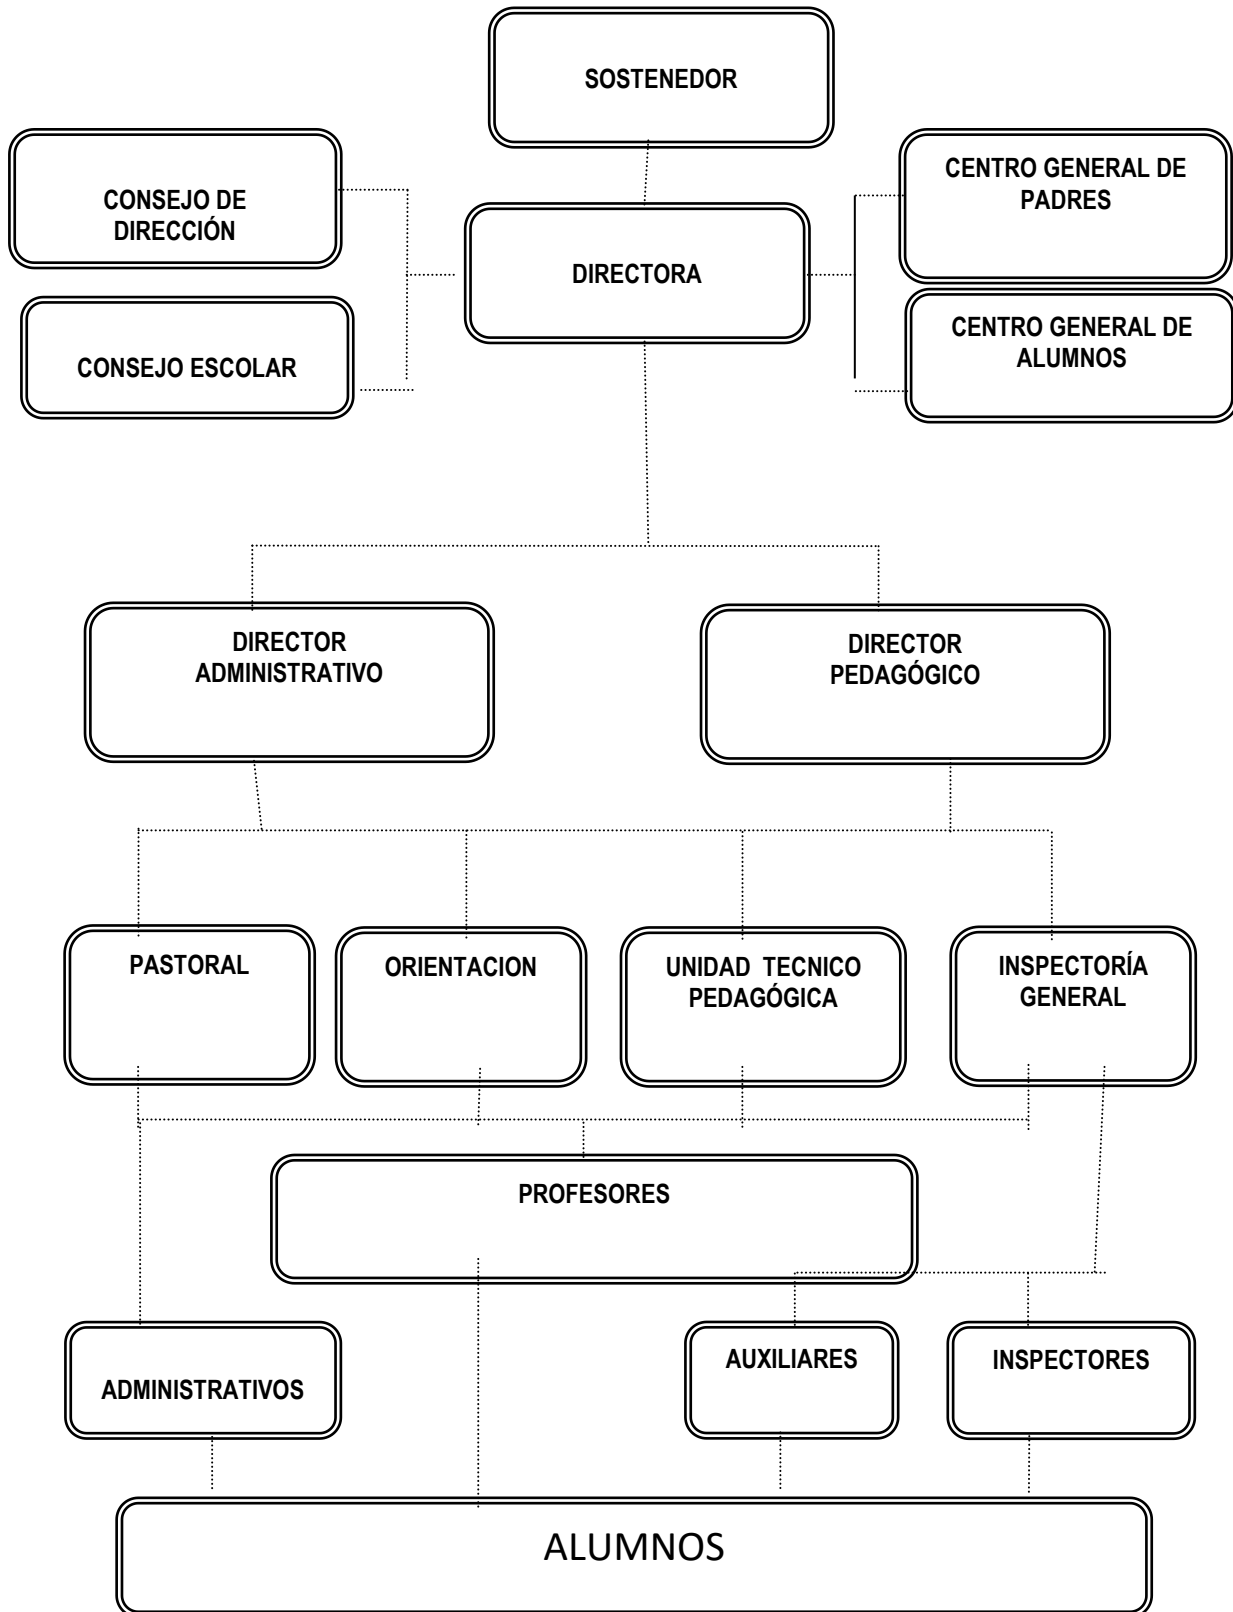 SOSTENEDOR
CONSEJO DE
DIRECCIÓN
CENTRO GENERAL DE
PADRES
DIRECTORA
CONSEJO ESCOLAR
CENTRO GENERAL DE
ALUMNOS
DIRECTOR
ADMINISTRATIVO
DIRECTOR
PEDAGÓGICO
PASTORAL
ORIENTACION
UNIDAD  TECNICO
PEDAGÓGICA
INSPECTORÍA
GENERAL
PROFESORES
ADMINISTRATIVOS
AUXILIARES
INSPECTORES
ALUMNOS